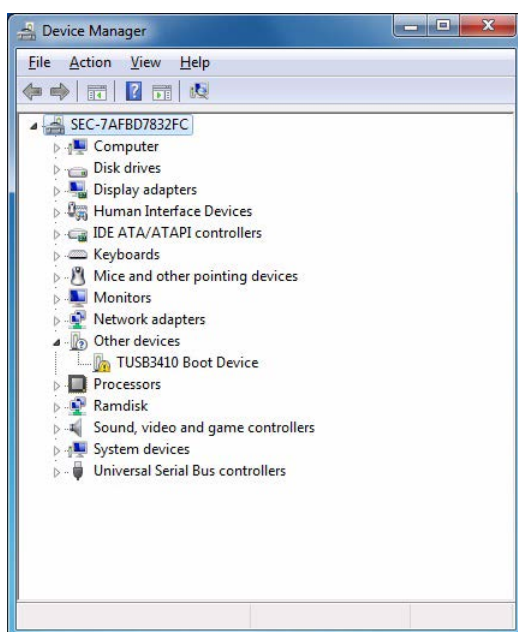 Device Manager
File Action View Help
SEC-7AFBD7832FC
Computer
Disk drives
Display adapters
Human Interface Devices
IDE ATA/ATAPI controllers
Keyboards
Mice and other pointing devices
Monitors
Network adapters
Other devices
TUSB3410 Boot Device
Processors
Ramdisk
Sound, video and game controllers
System devices
Universal Serial Bus controllers